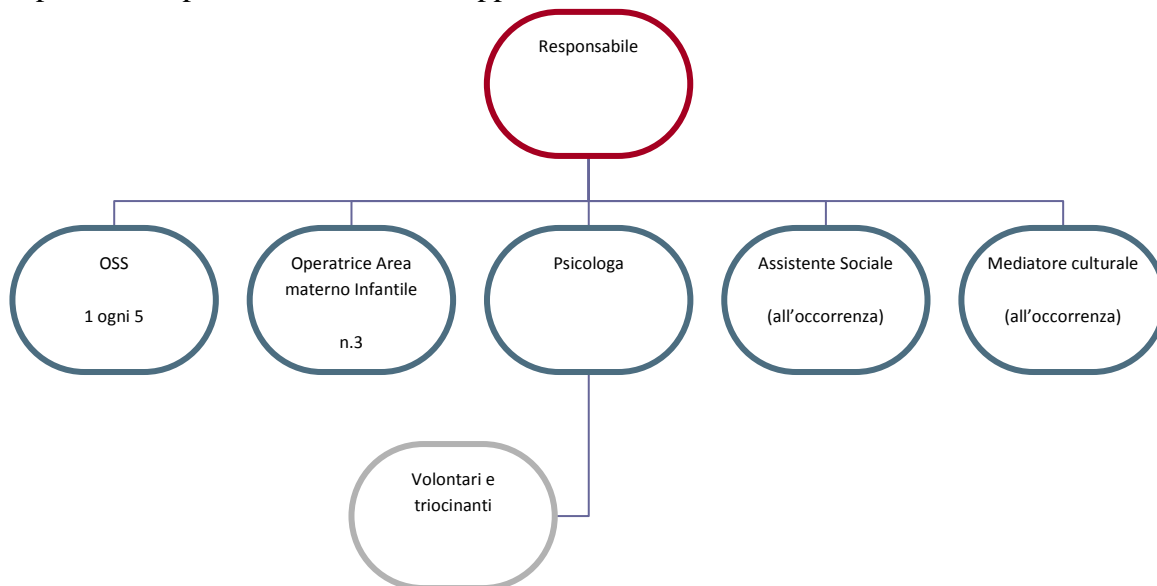 Responsabile
OSS
1 ogni 5
Operatrice Area
materno Infantile
n.3
Psicologa
Assistente Sociale
(all’occorrenza)
Mediatore culturale
(all’occorrenza)
Volontari e
triocinanti